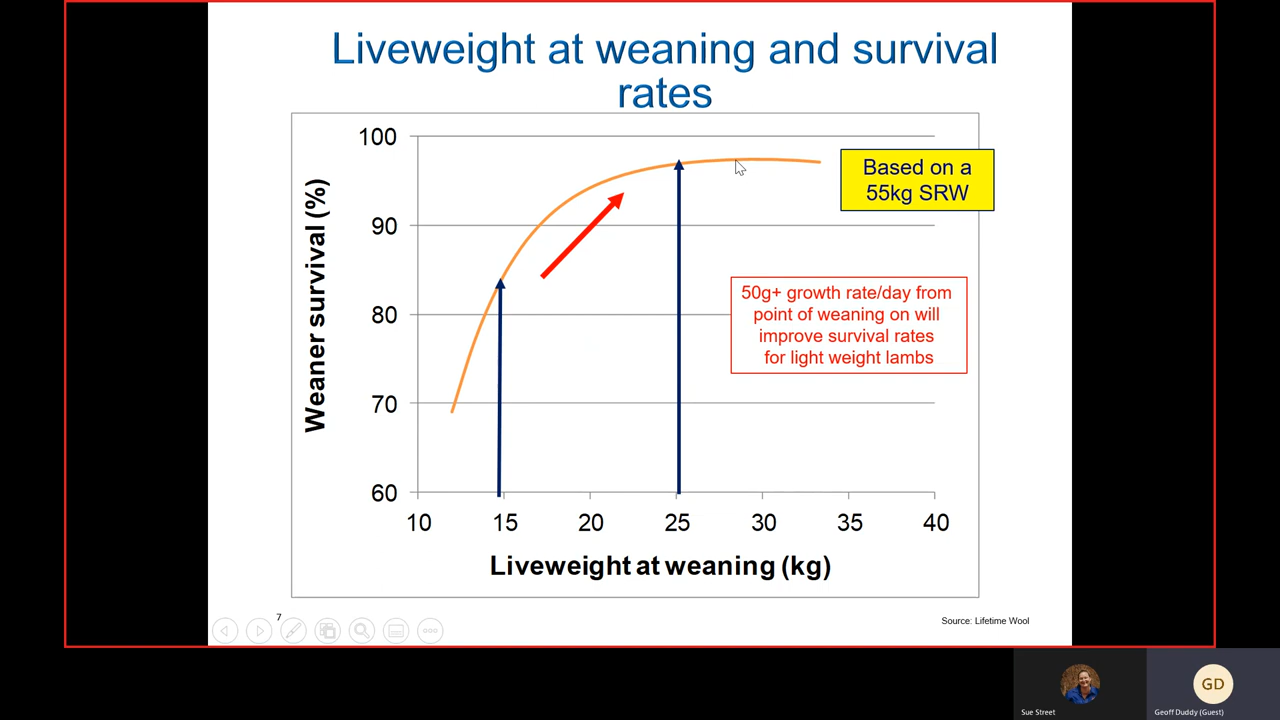 Liveweight at weaning and survival
rates
100
90
80
70
60
Weaner survival (%)
10 15 20 25 30 35 40
Liveweight at weaning (kg)
Based on a
55kg SRW
50g+ growth rate/day from
point of weaning on will
improve survival rates
for light weight lambs
7
Source: Lifetime Wool
Sue Street
GD
Geoff Duddy (Guest)